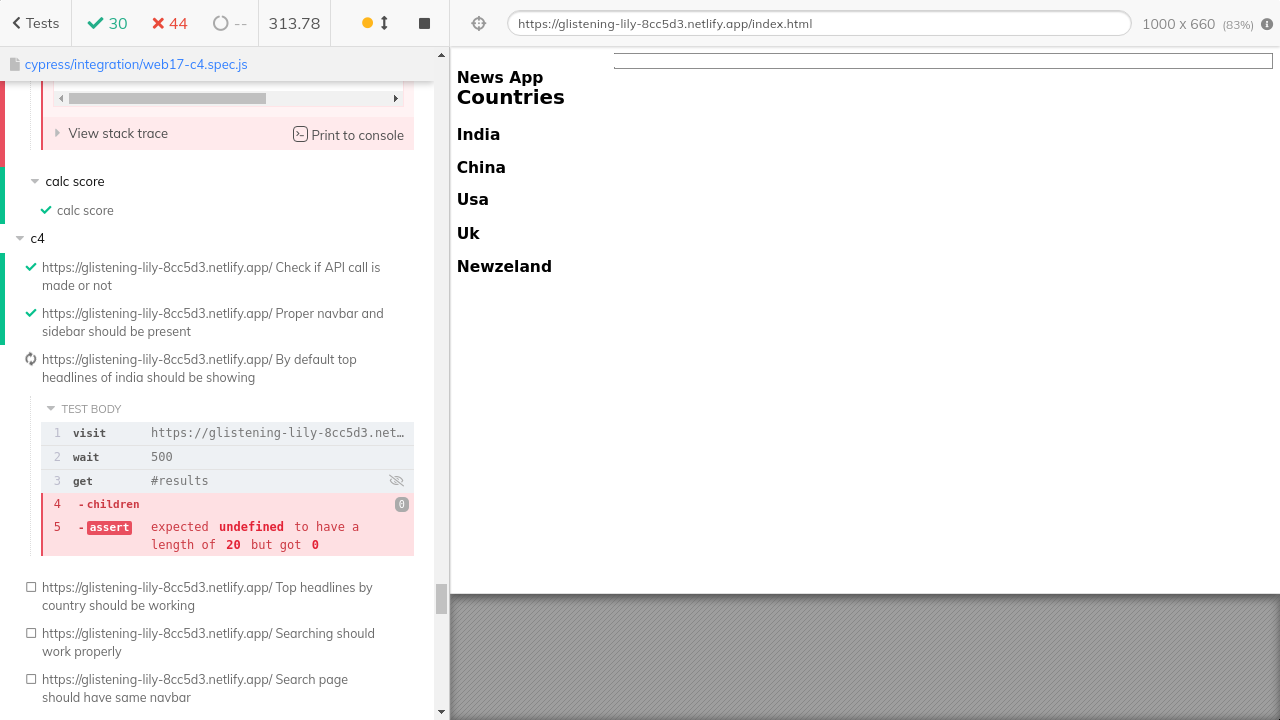 Tests 30 44 -- 313.78
https://glistening-lily-8cc5d3.netlify.app/index.html 1000 x 660 (83%)
cypress/integration/web17-c4.spec.js
View stack trace Print to console
calc score
calc score
c4
https://glistening-lily-8cc5d3.netlify.app/ Check if API call is
made or not
https://glistening-lily-8cc5d3.netlify.app/ Proper navbar and
sidebar should be present
https://glistening-lily-8cc5d3.netlify.app/ By default top
headlines of india should be showing
TEST BODY
1 visit https://glistening-lily-8cc5d3.net…
2 wait 500
3 get #results
4 -children 0
5 -assert expected undefined to have a
length of 20 but got 0
https://glistening-lily-8cc5d3.netlify.app/ Top headlines by
country should be working
https://glistening-lily-8cc5d3.netlify.app/ Searching should
work properly
https://glistening-lily-8cc5d3.netlify.app/ Search page
should have same navbar
News App
Countries
India
China
Usa
Uk
Newzeland